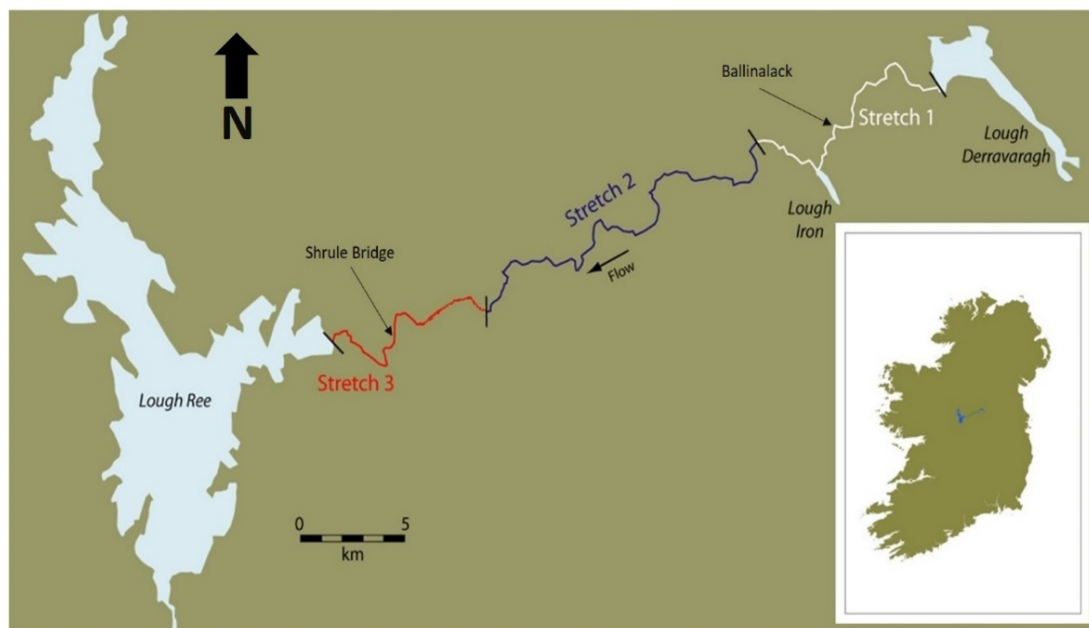 N
Ballinalack
Stretch 1
Lough
Derravaragh
Stretch 2
Lough
Iron
Shrule Bridge
Flow
Stretch 3
Lough Ree
0 5
km